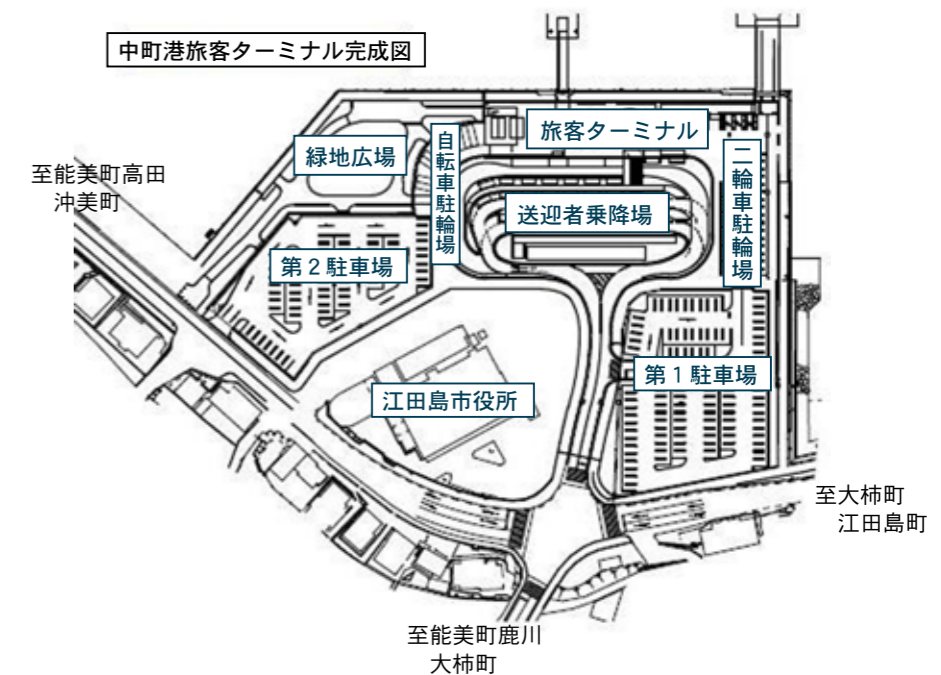 中町港旅客ターミナル完成図
旅客ターミナル
自転車駐輪場
緑地広場
二輪車駐輪場
至能美町高田
沖美町
送迎者乗降場
第2駐車場
第1駐車場
江田島市役所
至大柿町
江田島町
至能美町鹿川
大柿町